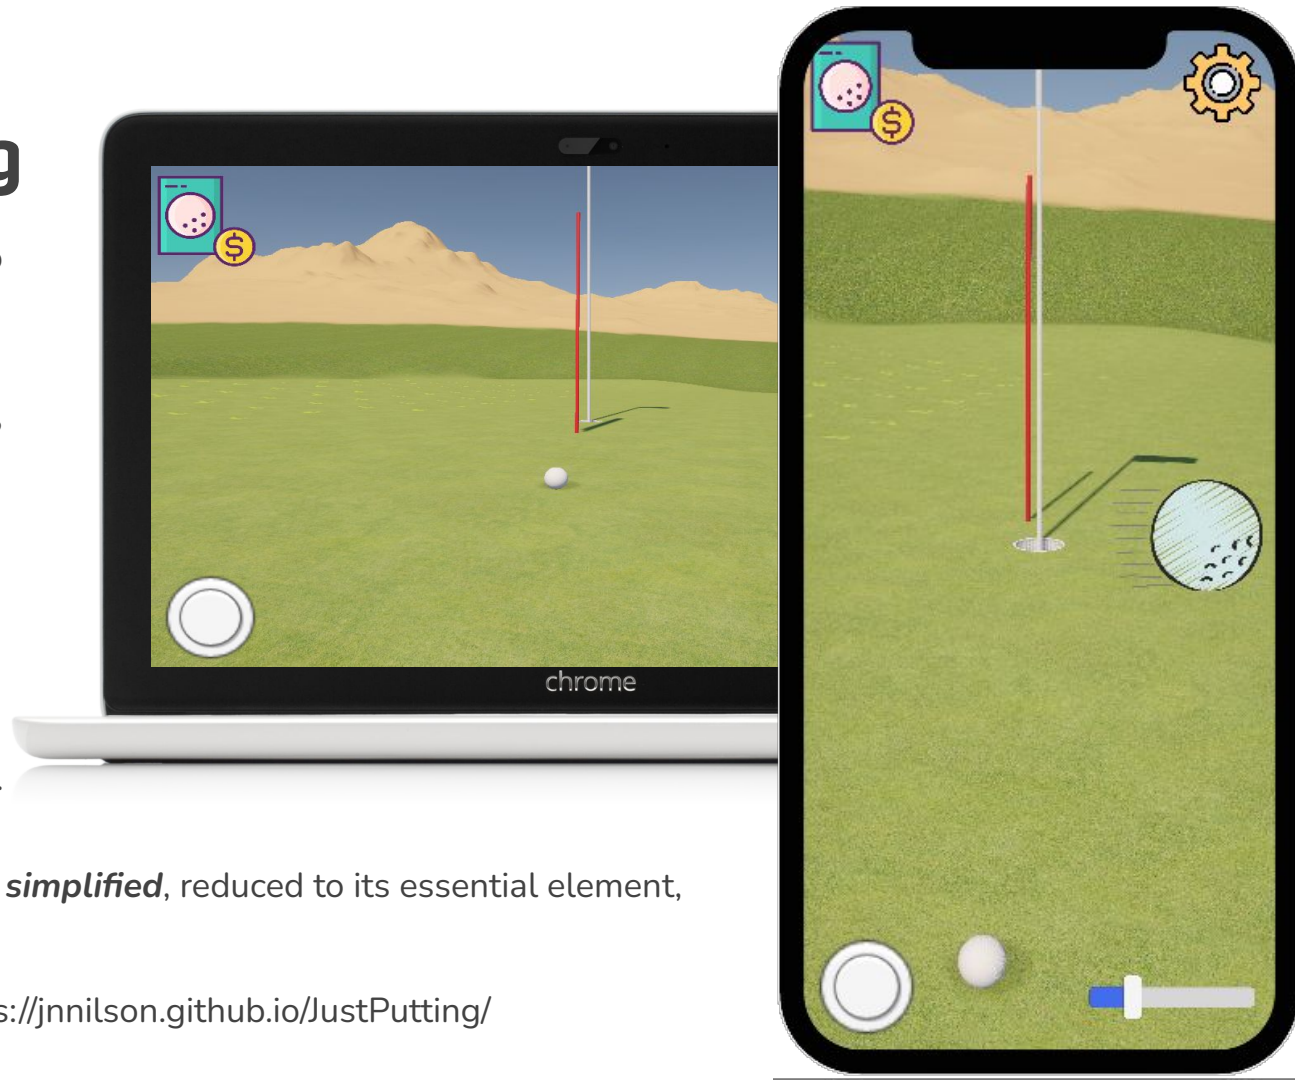 g
$
$
chrome
simplified, reduced to its essential element,
s://jnnilson.github.io/JustPutting/